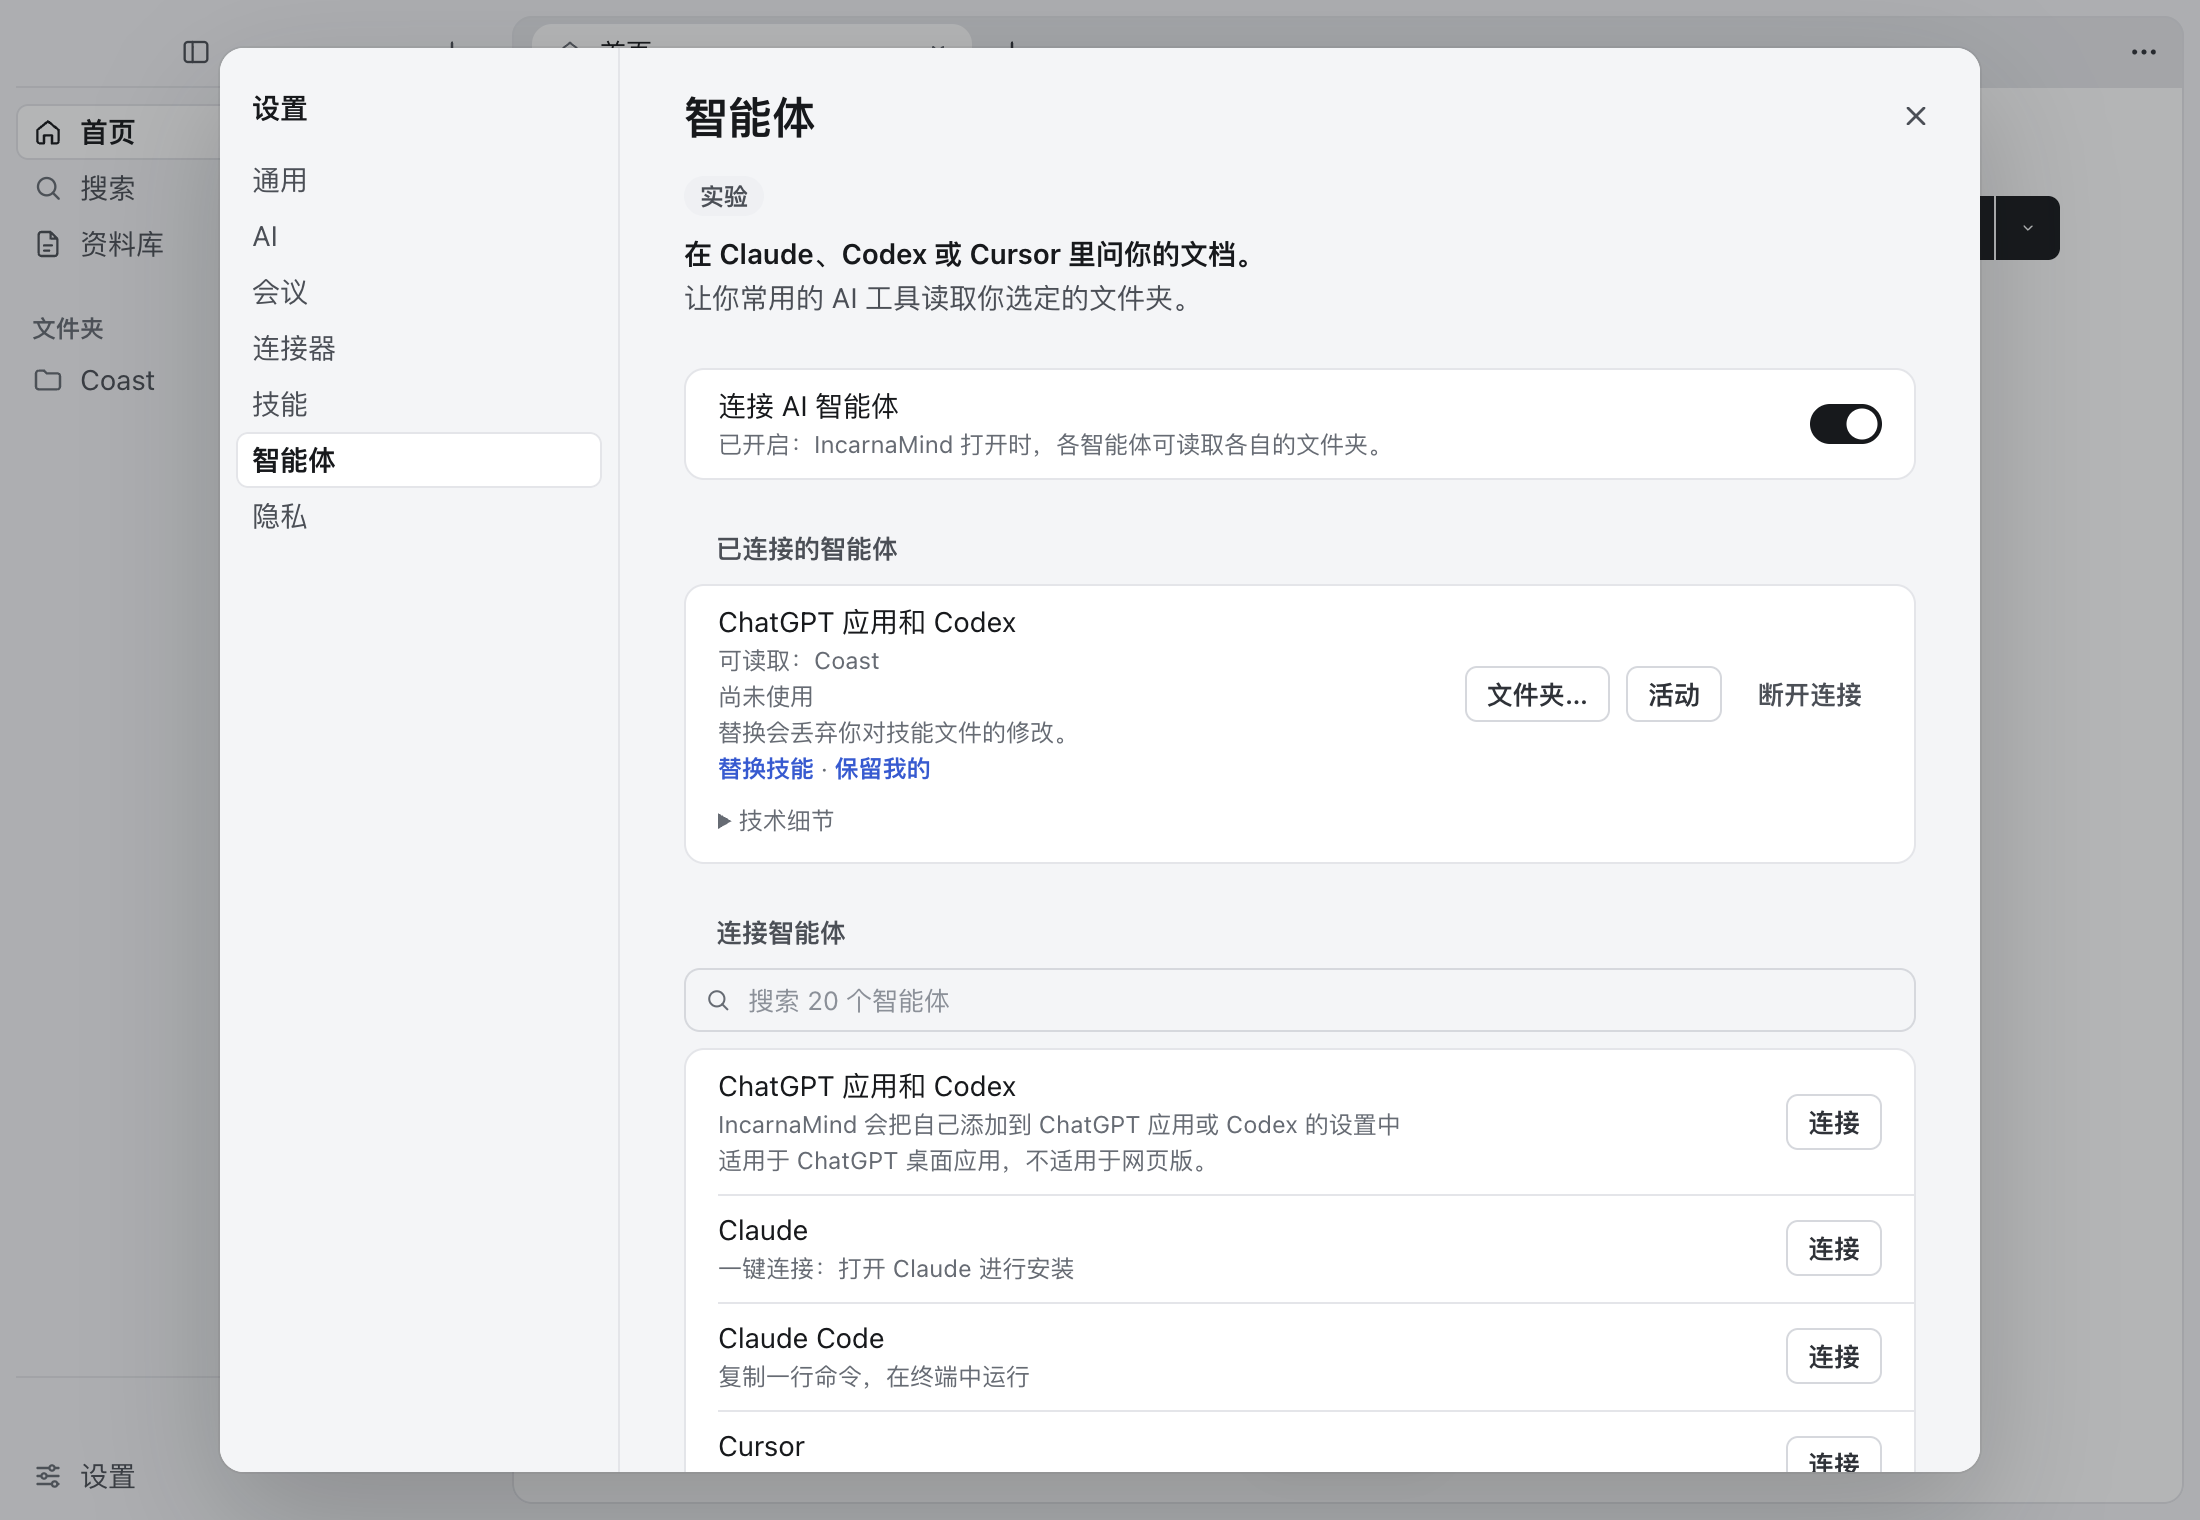 首页
搜索
资料库
文件夹
Coast
设置
设置
通用
AI
会议
连接器
技能
智能体
隐私
智能体
实验
在 Claude、Codex 或 Cursor 里问你的文档。
让你常用的 AI 工具读取你选定的文件夹。
连接 AI 智能体
已开启：IncarnaMind 打开时，各智能体可读取各自的文件夹。
已连接的智能体
ChatGPT 应用和 Codex
可读取：Coast
尚未使用
替换会丢弃你对技能文件的修改。
替换技能 · 保留我的
技术细节
文件夹... 活动 断开连接
连接智能体
搜索 20 个智能体
ChatGPT 应用和 Codex
IncarnaMind 会把自己添加到 ChatGPT 应用或 Codex 的设置中
适用于 ChatGPT 桌面应用，不适用于网页版。
连接
Claude
一键连接：打开 Claude 进行安装
连接
Claude Code
复制一行命令，在终端中运行
连接
Cursor
连接